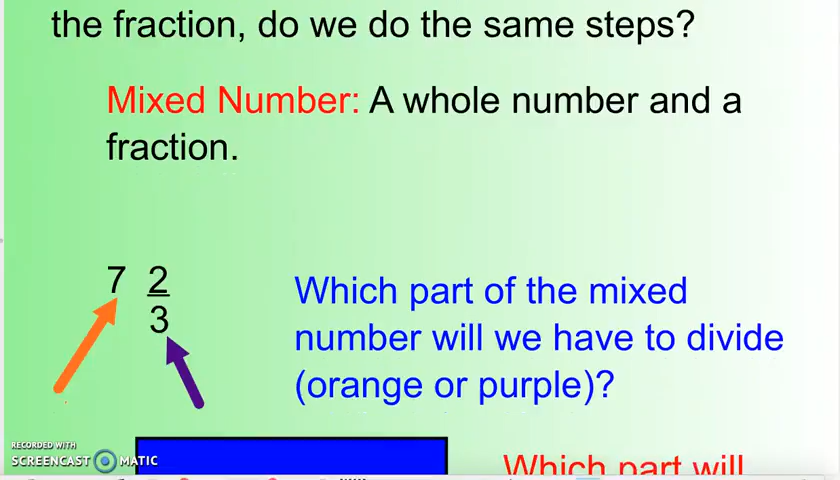 the fraction, do we do the same steps?
Mixed Number: A whole number and a
fraction.
7 2
3
Which part of the mixed
number will we have to divide
(orange or purple)?
RECORDED WITH
SCREENCAST MATIC
Which part will